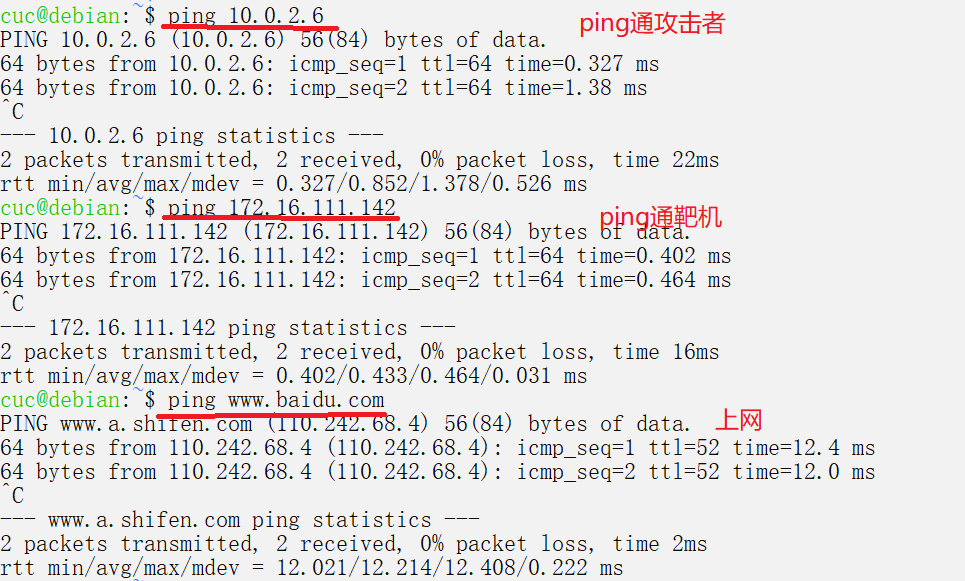 cuc@debian:~$ ping 10.0.2.6
ping通攻击者
PING 10.0.2.6 (10.0.2.6) 56(84) bytes of data.
64 bytes from 10.0.2.6: icmp_seq=1 ttl=64 time=0.327 ms
64 bytes from 10.0.2.6: icmp_seq=2 ttl=64 time=1.38 ms
^C
--- 10.0.2.6 ping statistics ---
2 packets transmitted, 2 received, 0% packet loss, time 22ms
rtt min/avg/max/mdev = 0.327/0.852/1.378/0.526 ms
cuc@debian:~$ ping 172.16.111.142
ping通靶机
PING 172.16.111.142 (172.16.111.142) 56(84) bytes of data.
64 bytes from 172.16.111.142: icmp_seq=1 ttl=64 time=0.402 ms
64 bytes from 172.16.111.142: icmp_seq=2 ttl=64 time=0.464 ms
^C
--- 172.16.111.142 ping statistics ---
2 packets transmitted, 2 received, 0% packet loss, time 16ms
rtt min/avg/max/mdev = 0.402/0.433/0.464/0.031 ms
cuc@debian:~$ ping www.baidu.com
上网
PING www.a.shifen.com (110.242.68.4) 56(84) bytes of data.
64 bytes from 110.242.68.4 (110.242.68.4): icmp_seq=1 ttl=52 time=12.4 ms
64 bytes from 110.242.68.4 (110.242.68.4): icmp_seq=2 ttl=52 time=12.0 ms
^C
--- www.a.shifen.com ping statistics ---
2 packets transmitted, 2 received, 0% packet loss, time 2ms
rtt min/avg/max/mdev = 12.021/12.214/12.408/0.222 ms